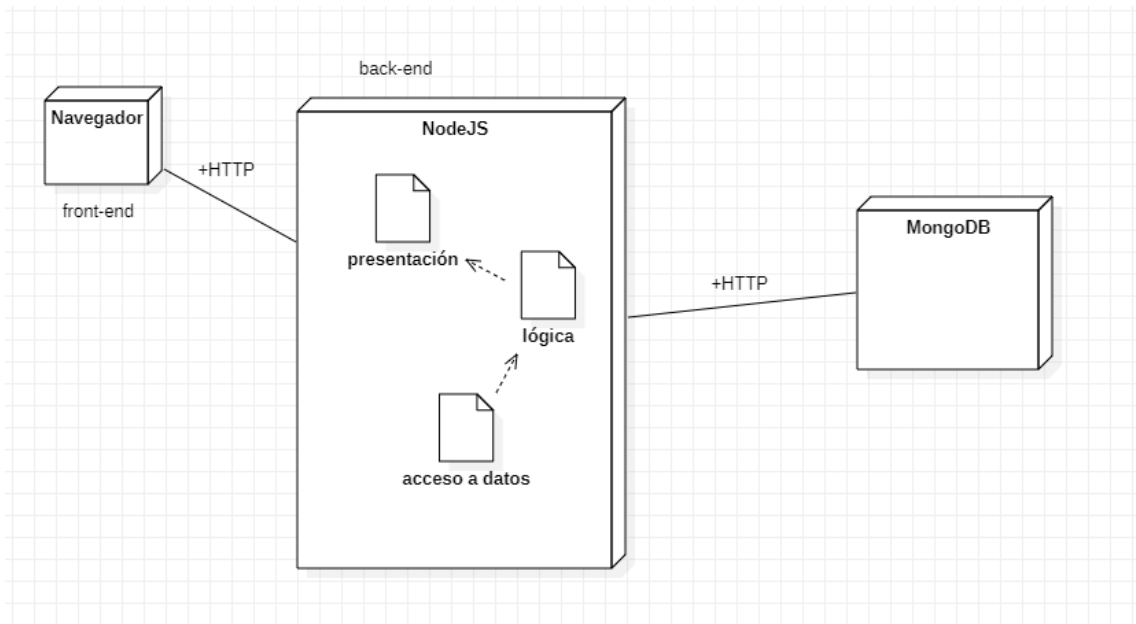 back-end
Navegador
NodeJS
+HTTP
front-end
MongoDB
presentación
+HTTP
lógica
acceso a datos